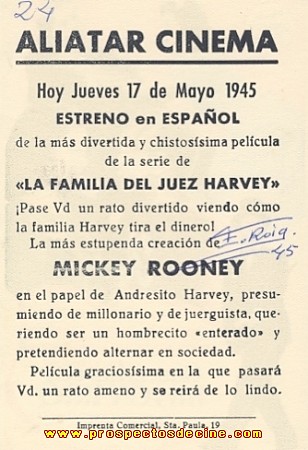 24
ALIATAR CINEMA
Hoy Jueves 17 de Mayo 1945
ESTRENO en ESPAÑOL
de la más divertida y chistosísima película
de la serie de
«LA FAMILIA DEL JUEZ HARVEY»
¡Pase Vd un rato divertido viendo cómo
la familia Harvey tira el dinero!
La más estupenda creación de
E. Roig.
45
MICKEY ROONEY
en el papel de Andresito Harvey, presu-
miendo de millonario y de juerguista, que-
riendo ser un hombrecito «enterado» y
pretendiendo alternar en sociedad.
Película graciosísima en la que pasará
Vd. un rato ameno y se reirá de lo lindo.
Imprenta Comercial, Sta. Paula, 19
www.prospectosdecine.com